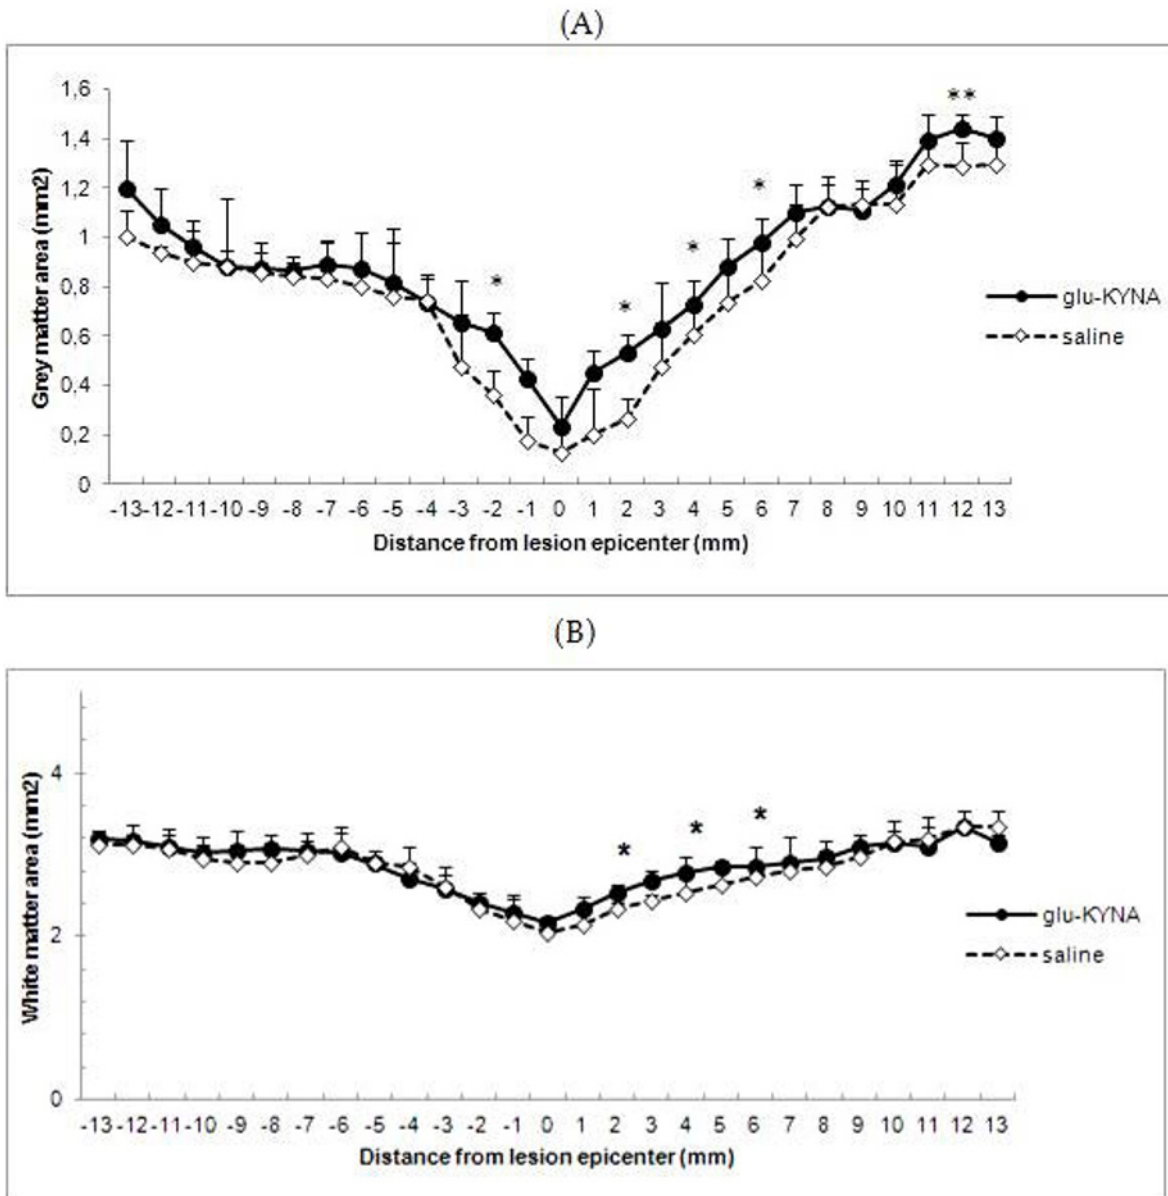 (A)
1,6
1,4
1,2
1
0,8
0,6
0,4
0,2
0
Grey matter area (mm2)
* * * * **
glu-KYNA
saline
-13-12-11-10 -9 -8 -7 -6 -5 -4 -3 -2 -1 0 1 2 3 4 5 6 7 8 9 10 11 12 13
Distance from lesion epicenter (mm)
(B)
4
2
0
White matter area (mm2)
* * *
glu-KYNA
saline
-13-12-11-10 -9 -8 -7 -6 -5 -4 -3 -2 -1 0 1 2 3 4 5 6 7 8 9 10 11 12 13
Distance from lesion epicenter (mm)